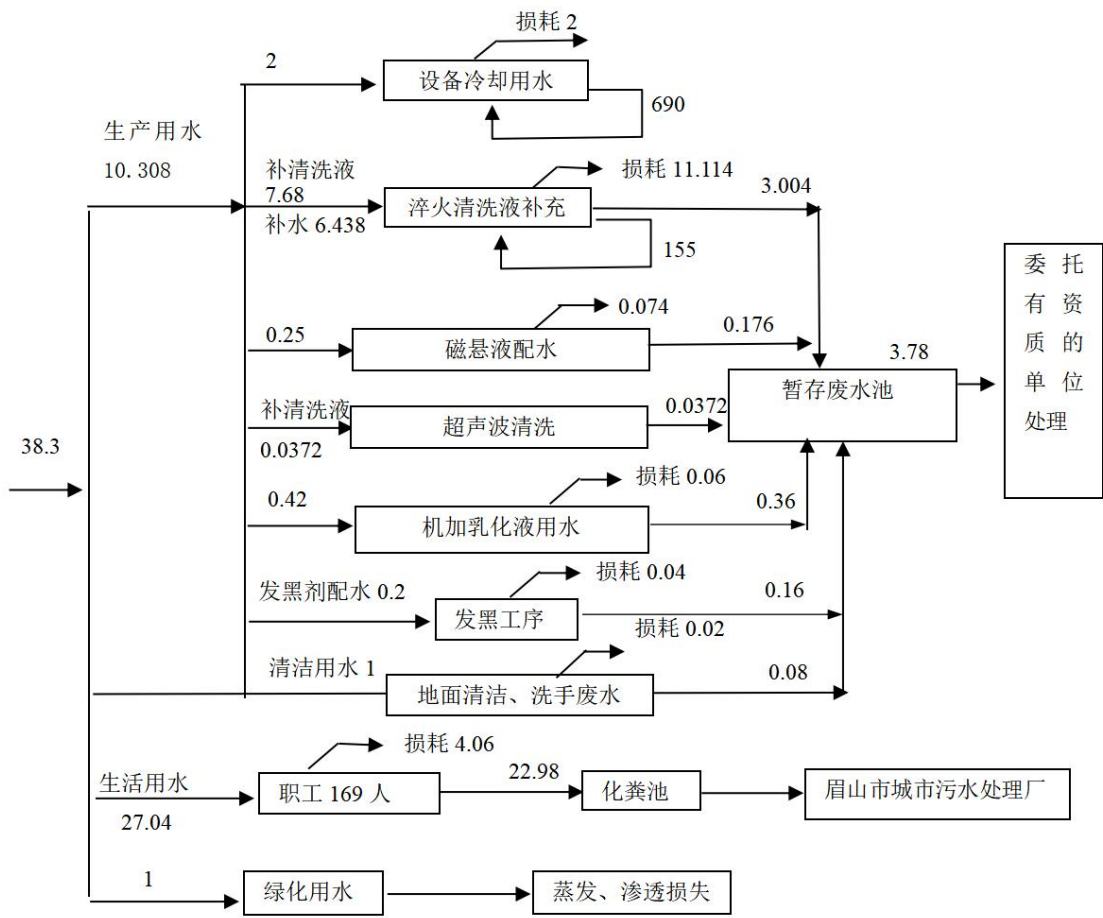 损耗 2
2
设备冷却用水
690
生产用水
10.308
补清洗液
7.68
补水 6.438
淬火清洗液补充
损耗 11.114
3.004
155
委托
有资
质的
单位
处理
0.25
磁悬液配水
0.074
0.176
3.78
暂存废水池
补清洗液
0.0372
超声波清洗
0.0372
38.3
0.42
机加乳化液用水
损耗 0.06
0.36
发黑剂配水 0.2
发黑工序
损耗 0.04
0.16
清洁用水 1
地面清洁、洗手废水
损耗 0.02
0.08
生活用水
27.04
职工 169 人
损耗 4.06
22.98
化粪池
眉山市城市污水处理厂
1
绿化用水
蒸发、渗透损失